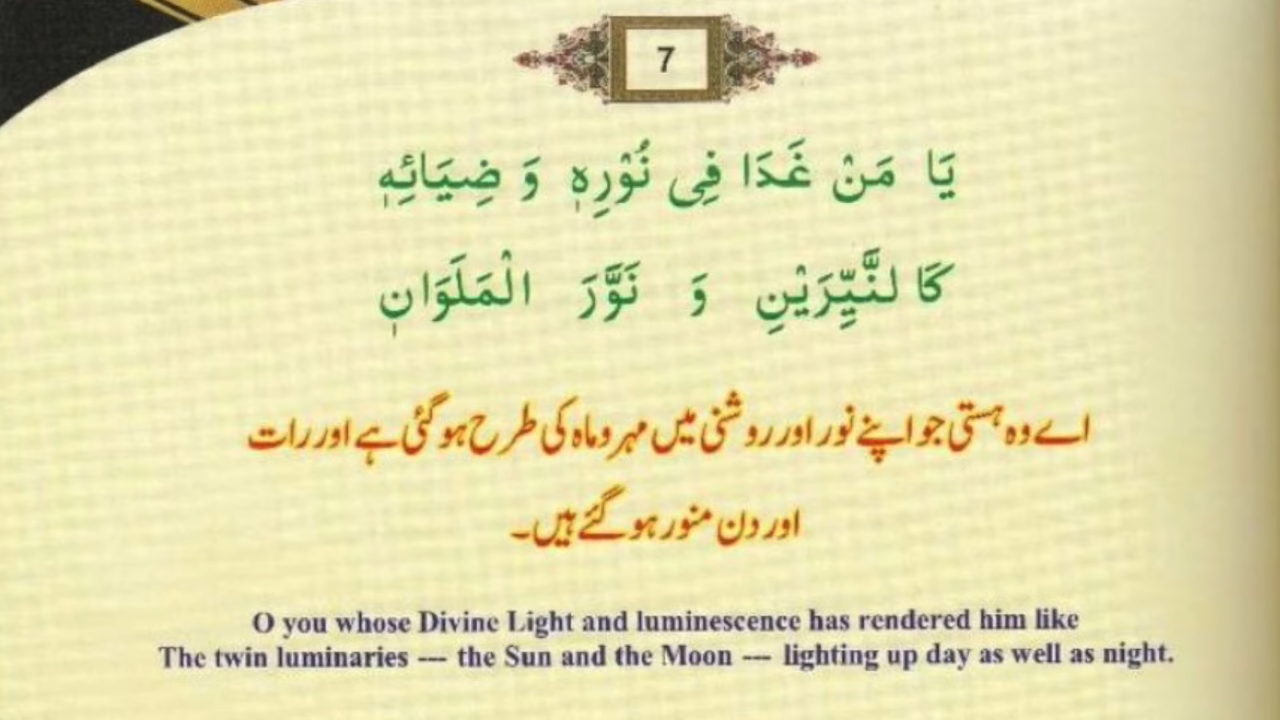 7
يَا مَنْ غَدَا فِی نُوْرِهٖ وَ ضِيَائِهٖ
كَا لنَّيِّرَيْنِ وَ نَوَّرَ الْمَلَوَانٖ
اے وہ ہستی جو اپنے نور اور روشنی میں مہر و ماہ کی طرح ہو گئی ہے اور رات
اور دن منور ہو گئے ہیں۔
O you whose Divine Light and luminescence has rendered him like
The twin luminaries --- the Sun and the Moon --- lighting up day as well as night.